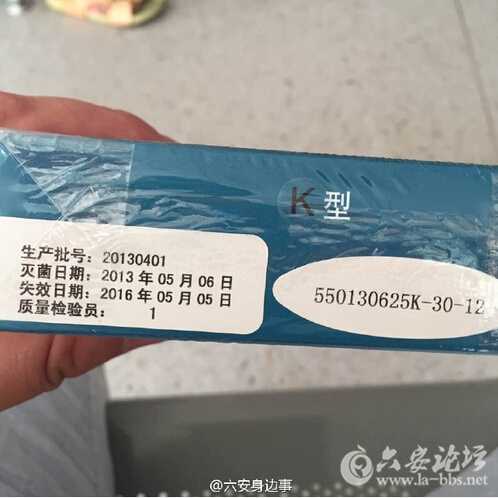 K型
生产批号：20130401
灭菌日期：2013 年 05 月 06 日
失效日期：2016 年 05 月 05 日
质量检验员：    1
550130625K-30-12
@六安身边事
六安论坛
www.la-bbs.net